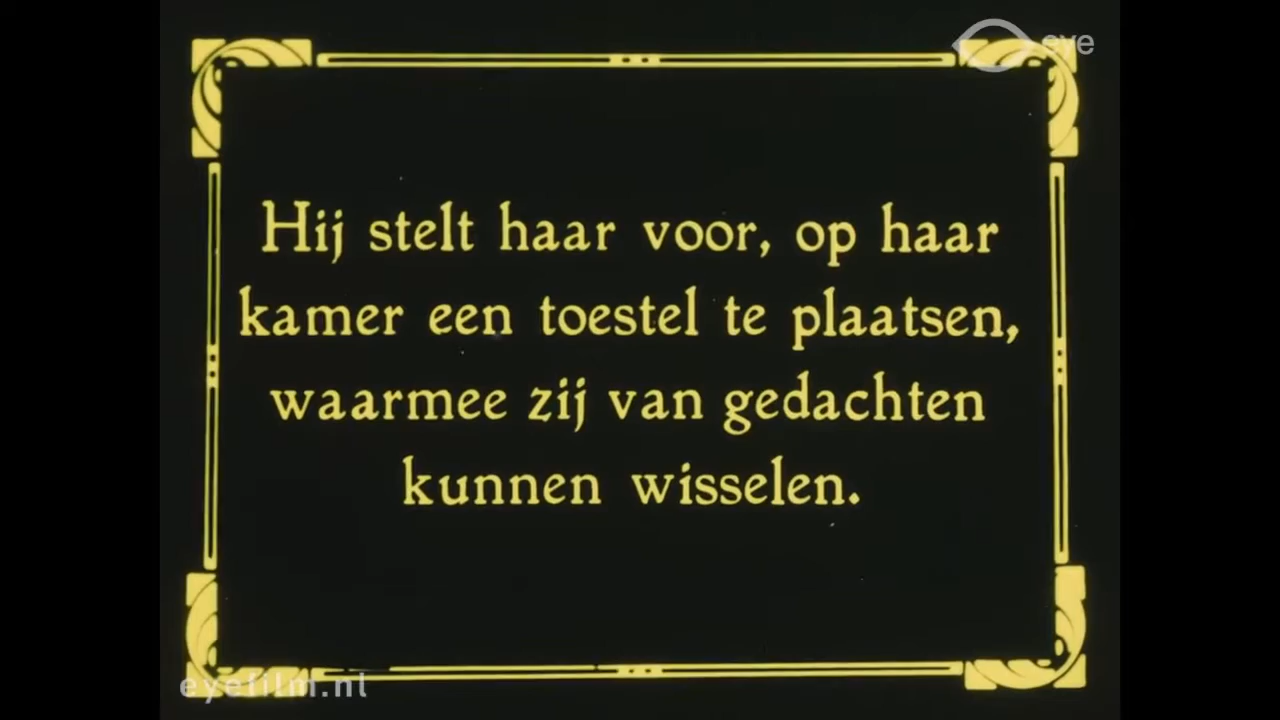 eye
Hij stelt haar voor, op haar
kamer een toestel te plaatsen,
waarmee zij van gedachten
kunnen wisselen.
eyefilm.nl